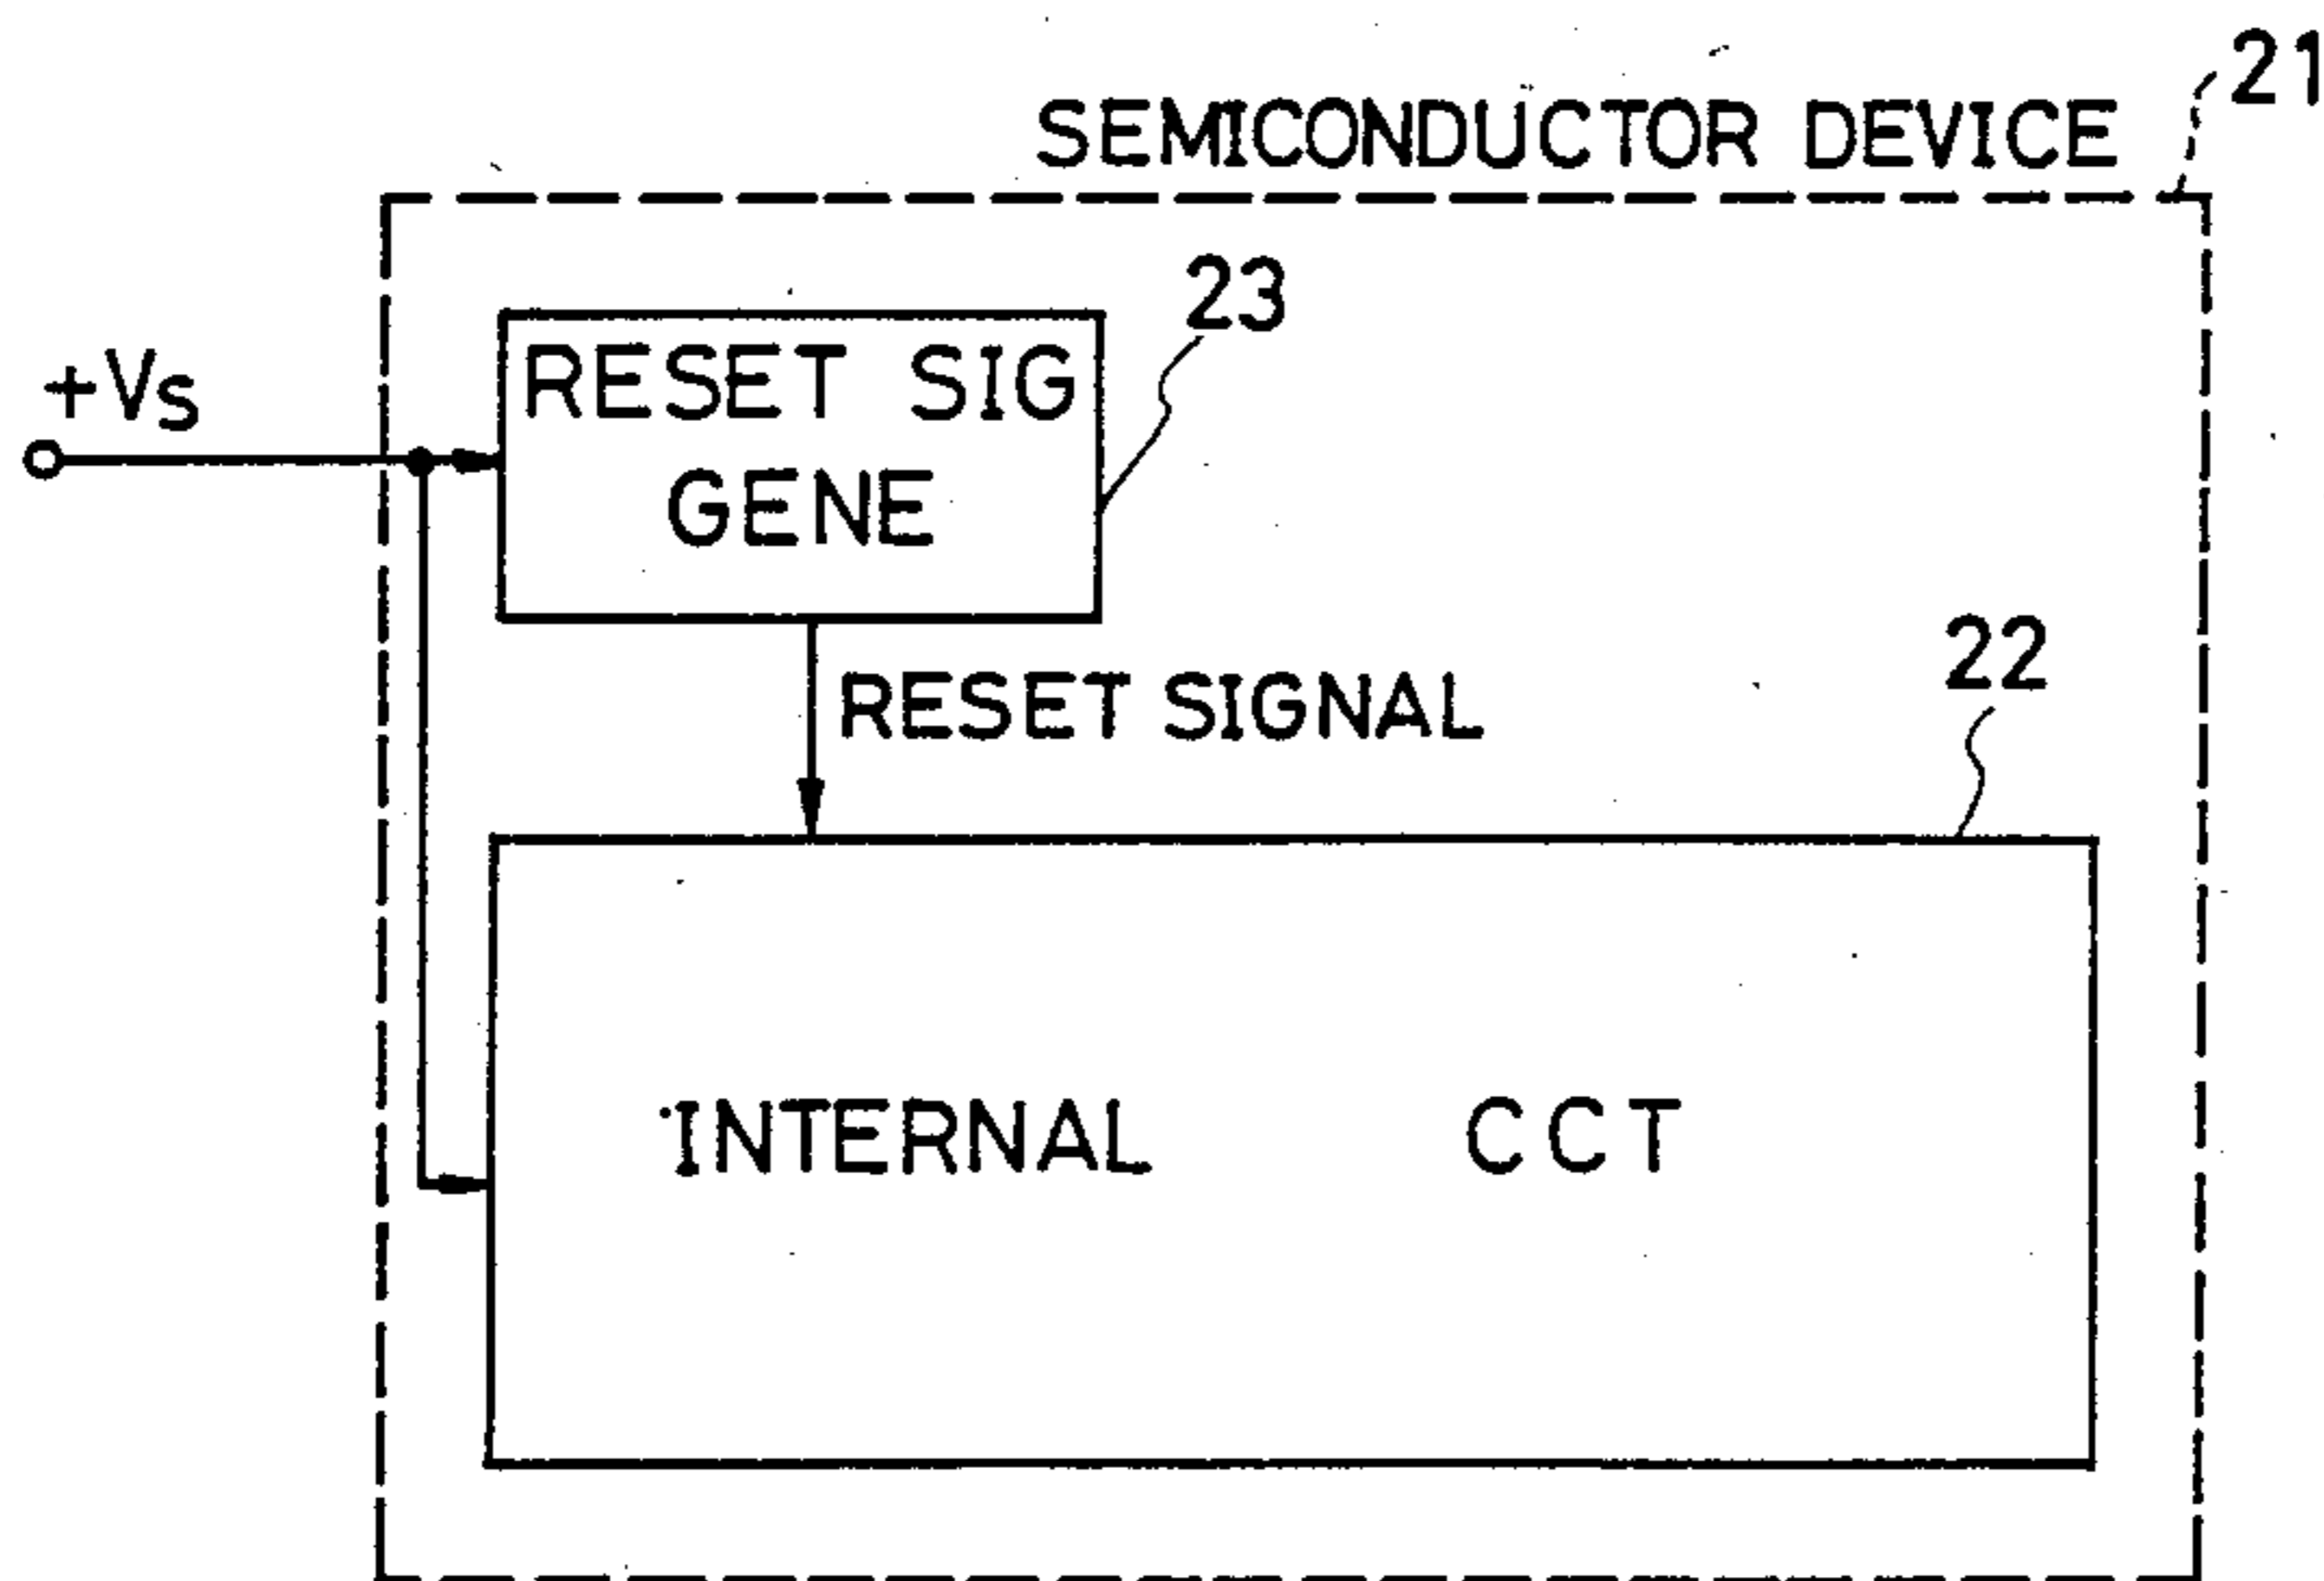 21
SEMICONDUCTOR DEVICE
23
+Vs
RESET SIG
GENE
22
RESET SIGNAL
INTERNAL CCT